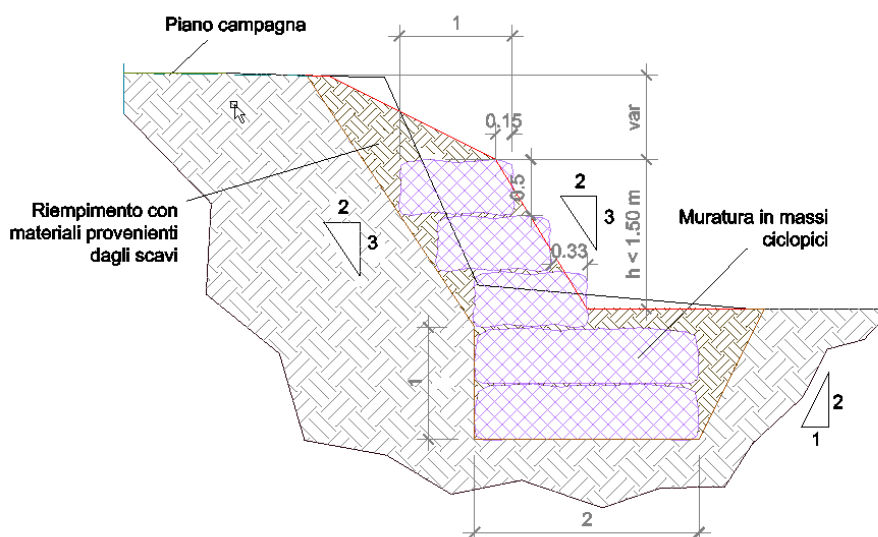 Piano campagna
1
0.15
var
0.5
2
3
Riempimento con
materiali provenienti
dagli scavi
2
3
0.33
h < 1.50 m
Muratura in massi
ciclopici
1
2
1
2